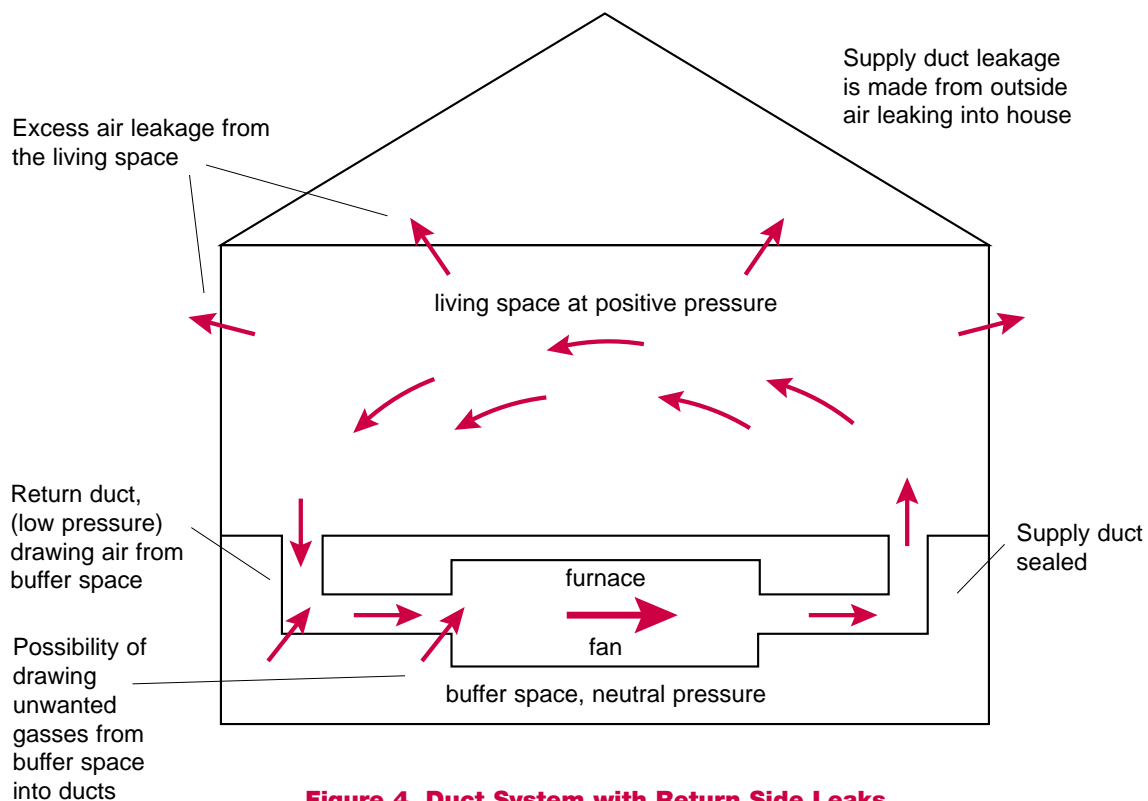 Supply duct leakage
is made from outside
air leaking into house
Excess air leakage from
the living space
living space at positive pressure
Return duct,
(low pressure)
drawing air from
buffer space
Supply duct
sealed
furnace
fan
Possibility of
drawing
unwanted
gasses from
buffer space
into ducts
buffer space, neutral pressure
Figure 4. Duct System with Return Side Leaks